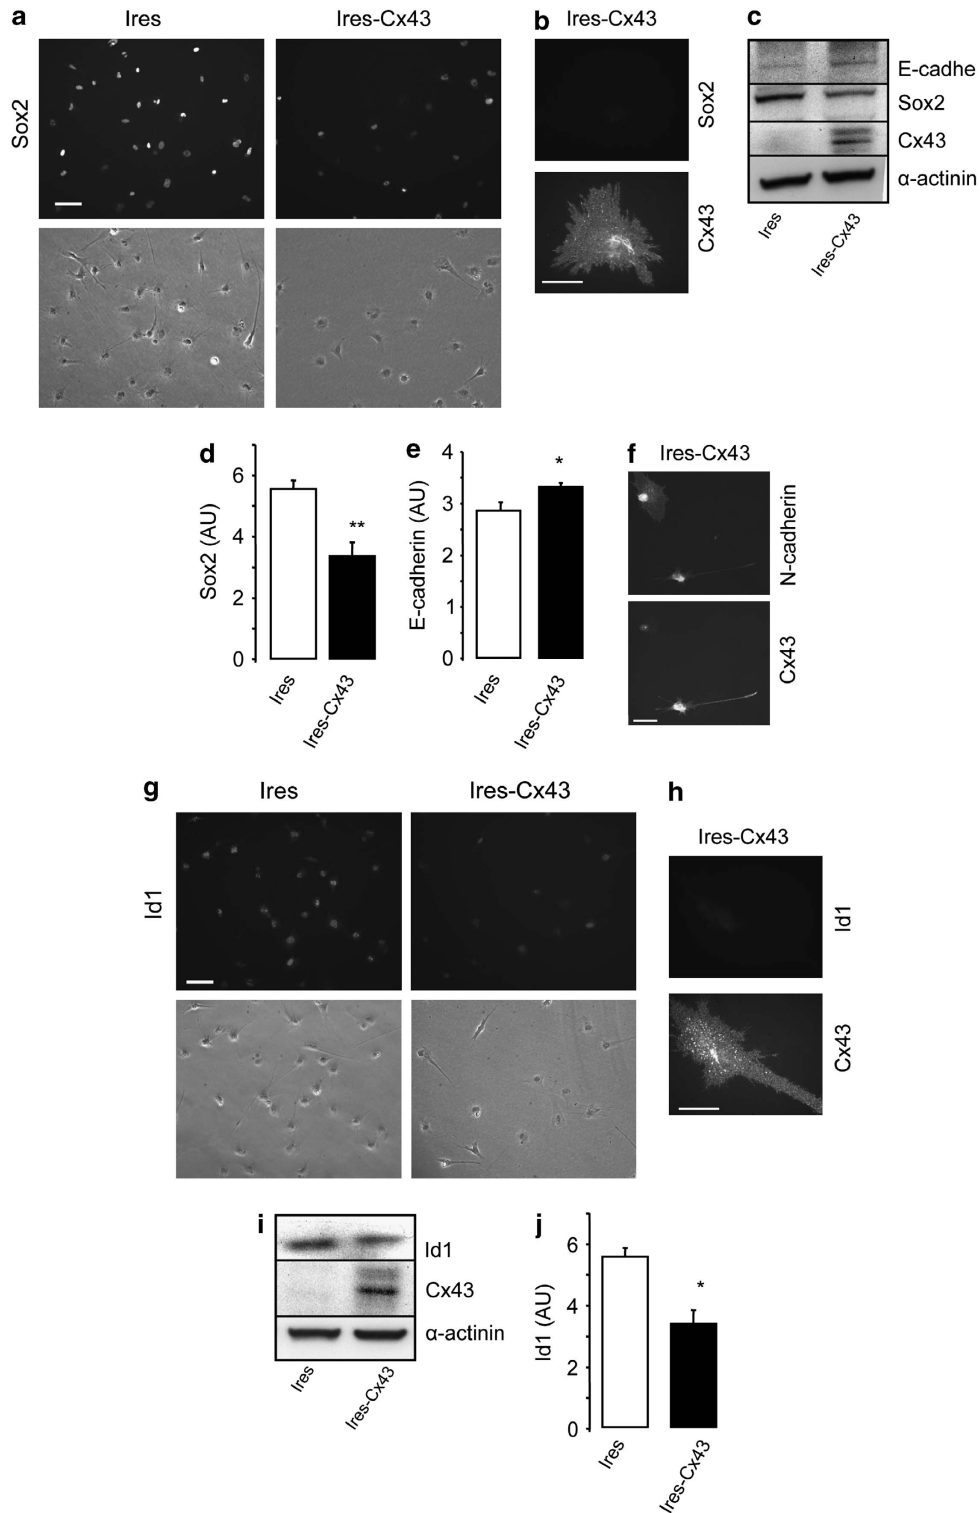 a
Ires
Ires-Cx43
Sox2
b
Ires-Cx43
Sox2
Cx43
c
E-cadhe
Sox2
Cx43
α-actinin
Ires
Ires-Cx43
d
Sox2 (AU)
6
4
2
0
**
Ires
Ires-Cx43
e
E-cadherin (AU)
4
3
2
1
0
*
Ires
Ires-Cx43
f
Ires-Cx43
N-cadherin
Cx43
g
Ires
Ires-Cx43
Id1
h
Ires-Cx43
Id1
Cx43
i
Id1
Cx43
α-actinin
Ires
Ires-Cx43
j
Id1 (AU)
6
4
2
0
*
Ires
Ires-Cx43